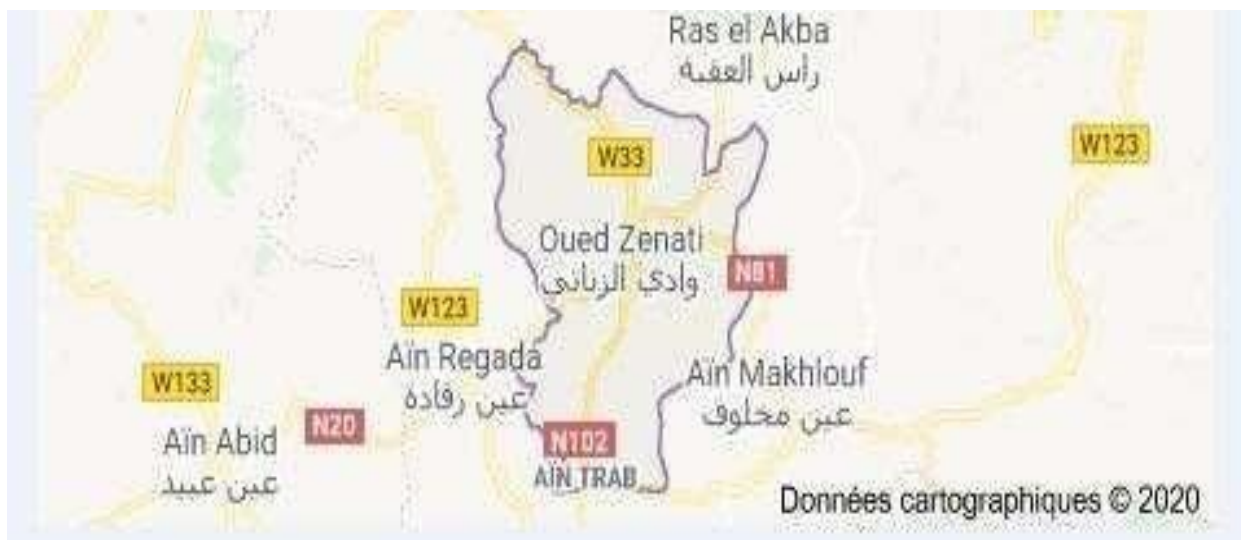 Ras el Akba
راس العقبة
W33
W123
Oued Zenati
وادي الزناتي
N81
W123
Aïn Regada
عين رقادة
Aïn Makhlouf
عين مخلوف
W133
N20
N102
Aïn Abid
عين عبيد
AÏN TRAB
Données cartographiques © 2020